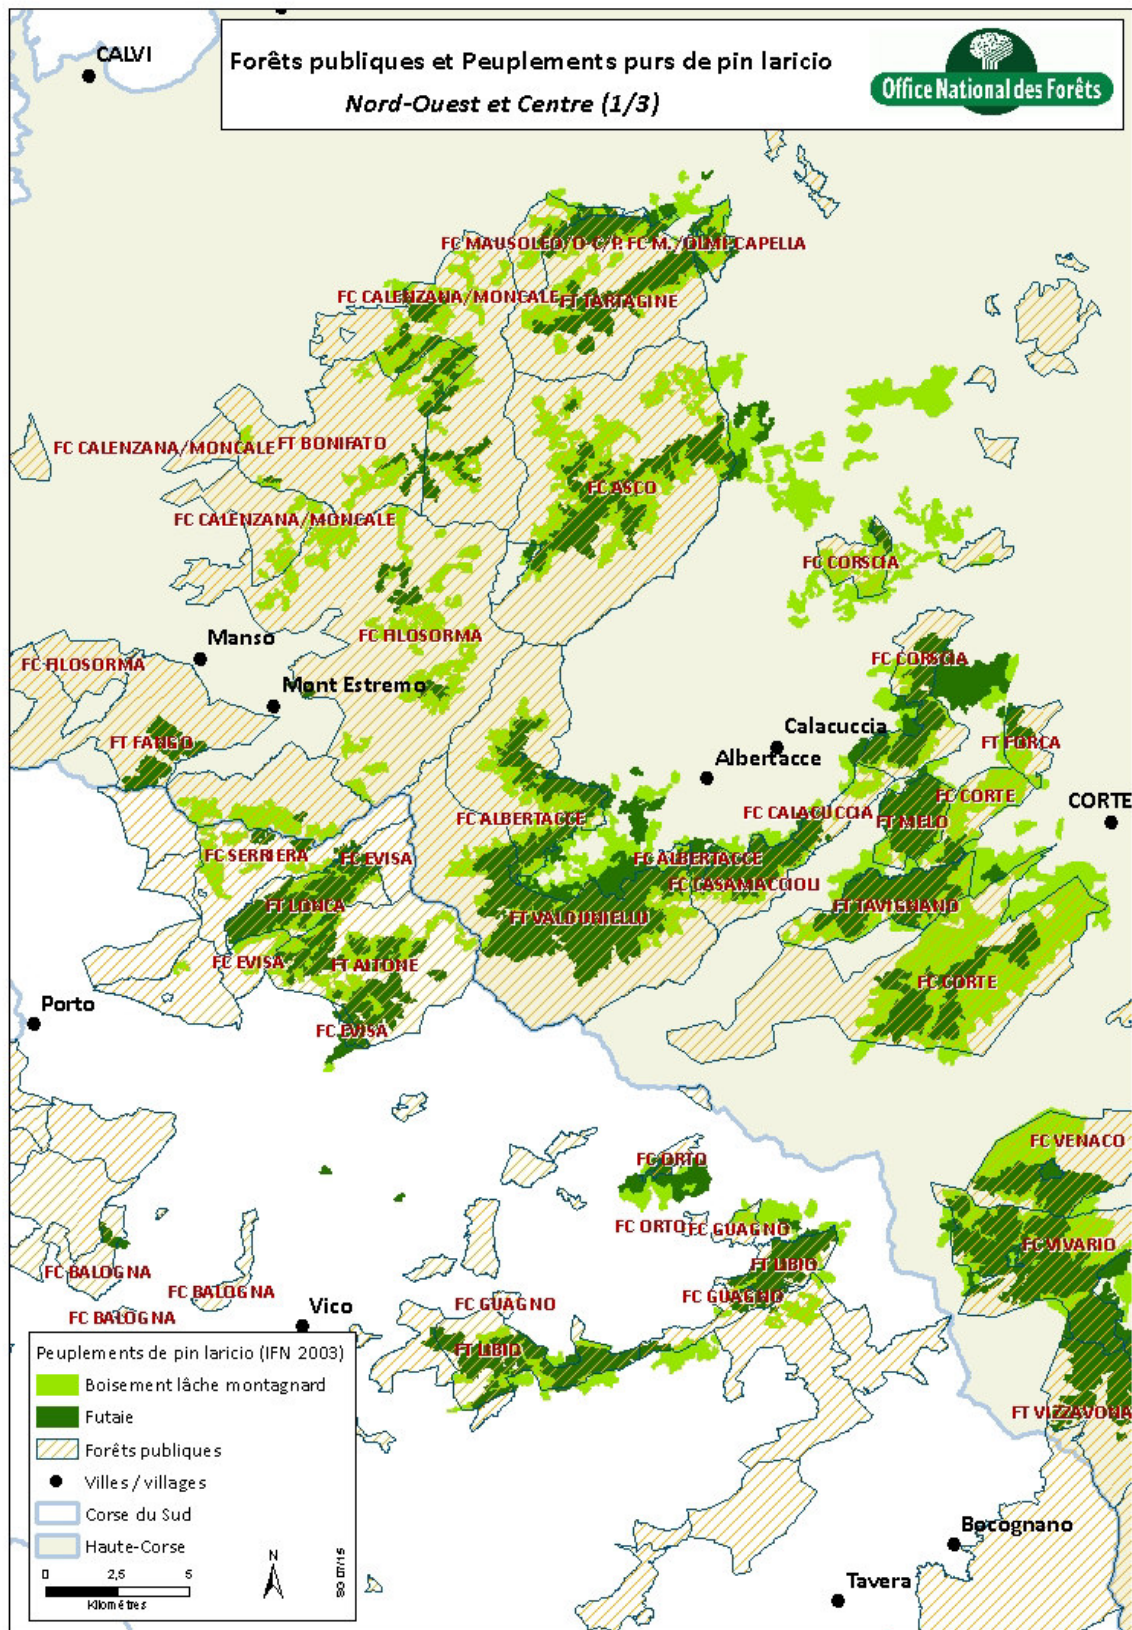 CALVI
Forêts publiques et Peuplements purs de pin laricio
Nord-Ouest et Centre (1/3)
Office National des Forêts
FC MAUSOLEO/O-C/P. FC M./OLMI-CAPELLA
FC CALENZANA/MONCALE
FT TARTAGINE
FC CALENZANA/MONCALE
FT BONIFATO
FC ASCO
FC CALENZANA/MONCALE
FC CORSCIA
Manso
FC FILOSORMA
FC FILOSORMA
FC CORSCIA
Mont Estremo
Calacuccia
FT FANGO
FT FORCA
Albertacce
FC CORTE
CORTE
FC ALBERTACCE
FC CALACUCCIA
FT MELO
FC SERRIERA
FC EVISA
FC ALBERTACCE
FC CASAMACCIOLI
FT LONCA
FT VALDUNIELLU
FT TAVIGNANO
FC EVISA
FT AITONE
FC CORTE
Porto
FC EVISA
FC VENACO
FC ORTO
FC ORTO
FC GUAGNO
FC VIVARIO
FT LIBIO
FC BALOGNA
FC BALOGNA
FC GUAGNO
FC GUAGNO
FC BALOGNA
Vico
FT LIBIO
Peuplements de pin laricio (IFN 2003)
Boisement lâche montagnard
Futaie
FT VIZZAVONA
Forêts publiques
Villes / villages
Corse du Sud
Bocognano
Haute-Corse
N
0 2,5 5
Kilométres
SG 07/15
Tavera